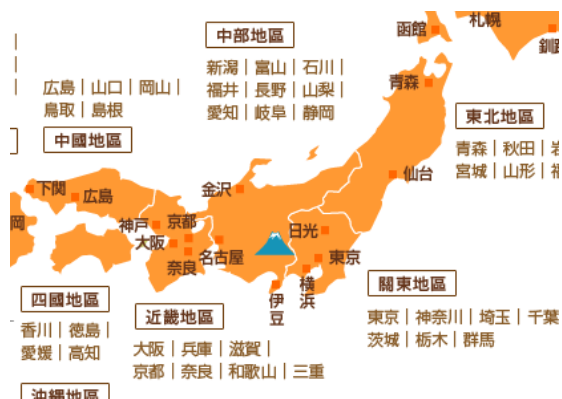 中部地區
新潟｜富山｜石川｜
福井｜長野｜山梨｜
愛知｜岐阜｜静岡
広島｜山口｜岡山｜
鳥取｜島根
中國地區
函館
札幌
青森
東北地區
青森｜秋田｜
宮城｜山形｜
仙台
下関
広島
金沢
神戸
京都
大阪
奈良
名古屋
日光
東京
横浜
伊豆
關東地區
東京｜神奈川｜埼玉｜千葉
茨城｜栃木｜群馬
四國地區
香川｜徳島｜
愛媛｜高知
近畿地區
大阪｜兵庫｜滋賀｜
京都｜奈良｜和歌山｜三重
沖縄地區